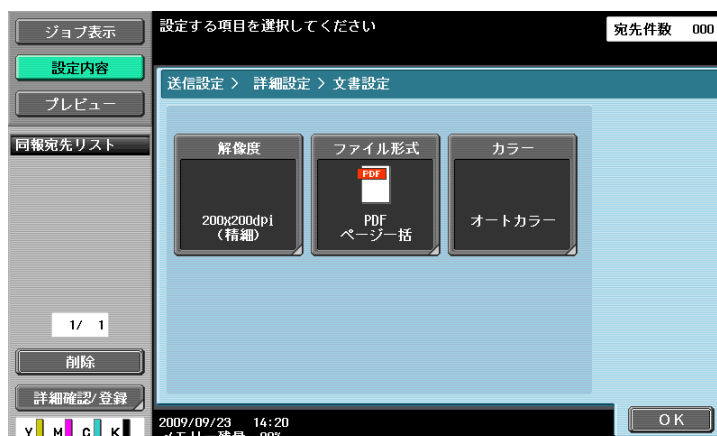 ジョブ表示
設定内容
プレビュー
同報宛先リスト
1/ 1
削除
詳細確認/登録
Y M C K
設定する項目を選択してください
宛先件数 000
送信設定 > 詳細設定 > 文書設定
解像度
200x200dpi
(精細)
ファイル形式
PDF
PDF
ページ一括
カラー
オートカラー
2009/09/23 14:20
OK